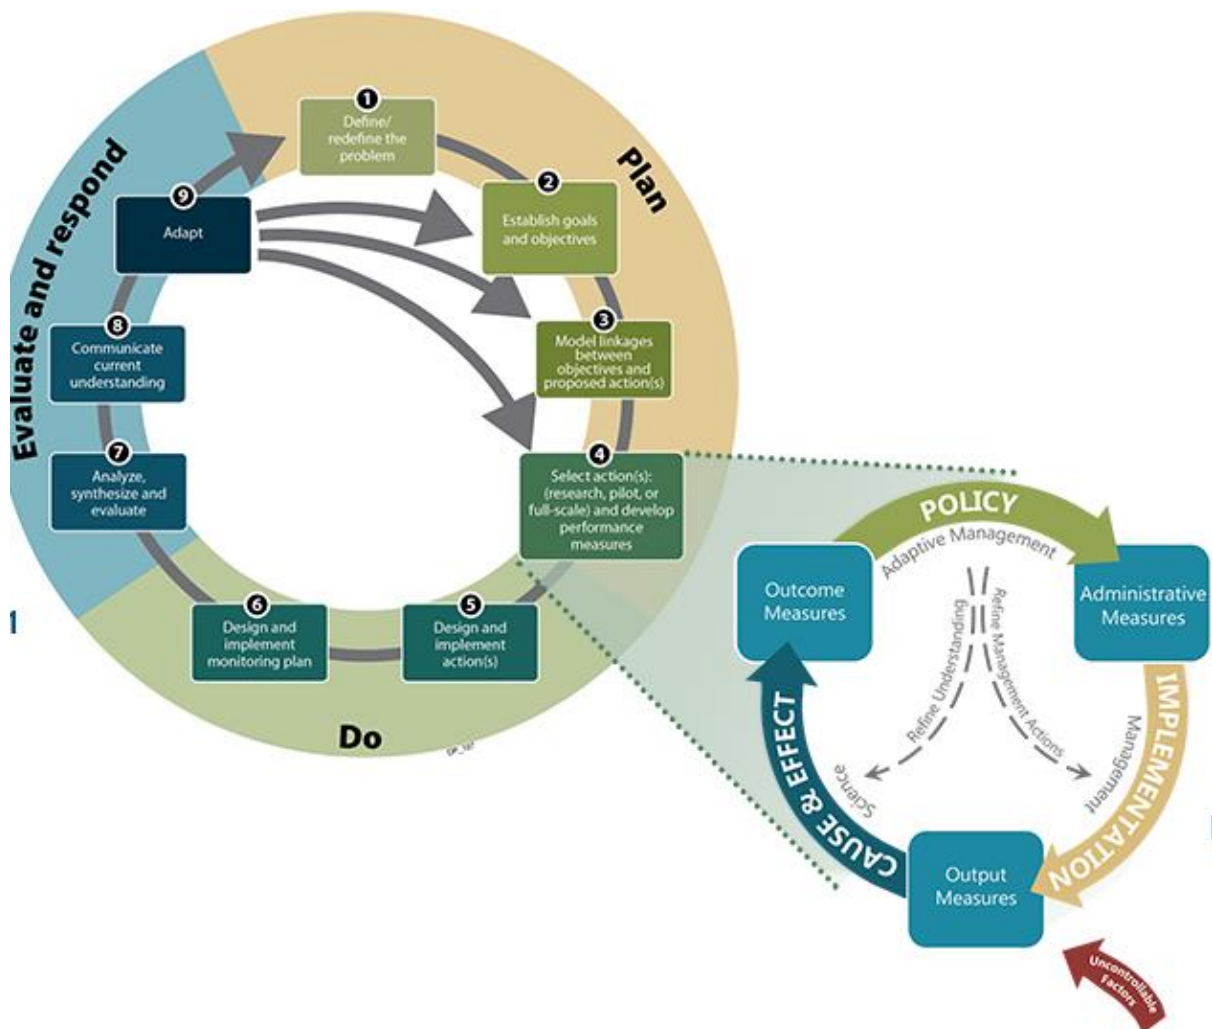 1
Define/
redefine the
problem
2
Establish goals
and objectives
3
Model linkages
between
objectives and
proposed action(s)
4
Select action(s):
(research, pilot, or
full-scale) and develop
performance
measures
5
Design and
implement
action(s)
6
Design and
implement
monitoring plan
7
Analyze,
synthesize and
evaluate
8
Communicate
current
understanding
9
Adapt
Plan
Do
Evaluate and respond
POLICY
Adaptive Management
Outcome
Measures
Administrative
Measures
Refine Understanding
Refine Management Actions
Science
Management
CAUSE & EFFECT
IMPLEMENTATION
Output
Measures
Uncontrollable
Factors